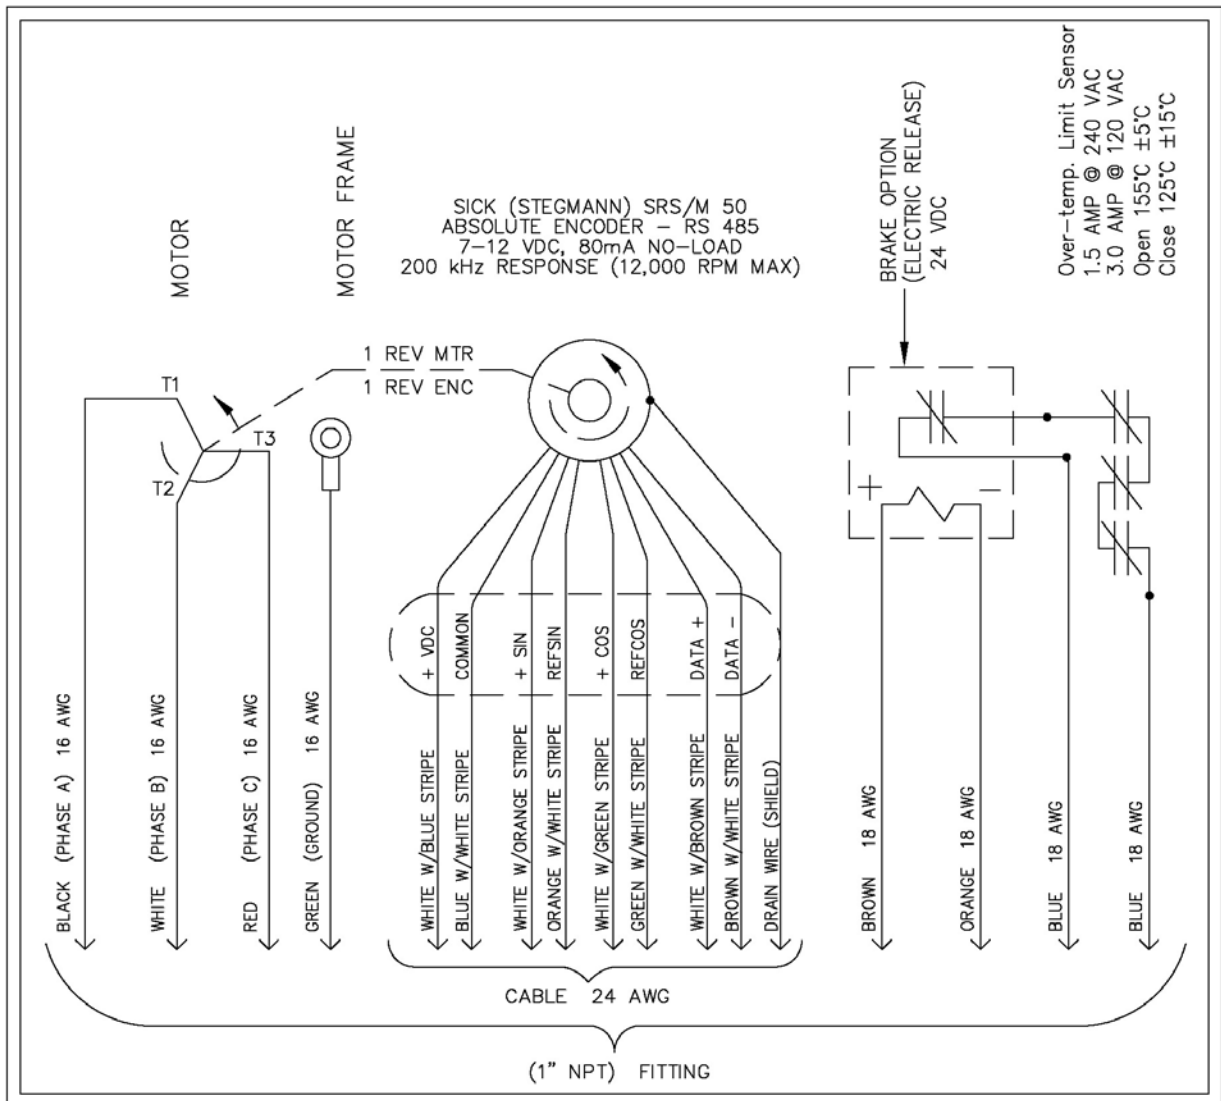 MOTOR
MOTOR FRAME
SICK (STEGMANN) SRS/M 50
ABSOLUTE ENCODER – RS 485
7–12 VDC, 80mA NO–LOAD
200 kHz RESPONSE (12,000 RPM MAX)
BRAKE OPTION
(ELECTRIC RELEASE)
24 VDC
Over-temp. Limit Sensor
1.5 AMP @ 240 VAC
3.0 AMP @ 120 VAC
Open 155°C ±5°C
Close 125°C ±15°C
1 REV MTR
1 REV ENC
T1
T3
T2
+
–
+ VDC
COMMON
+ SIN
REFSIN
+ COS
REFCOS
DATA +
DATA –
BLACK (PHASE A) 16 AWG
WHITE (PHASE B) 16 AWG
RED (PHASE C) 16 AWG
GREEN (GROUND) 16 AWG
WHITE W/BLUE STRIPE
BLUE W/WHITE STRIPE
WHITE W/ORANGE STRIPE
ORANGE W/WHITE STRIPE
WHITE W/GREEN STRIPE
GREEN W/WHITE STRIPE
WHITE W/BROWN STRIPE
BROWN W/WHITE STRIPE
DRAIN WIRE (SHIELD)
BROWN 18 AWG
ORANGE 18 AWG
BLUE 18 AWG
BLUE 18 AWG
CABLE 24 AWG
(1” NPT) FITTING